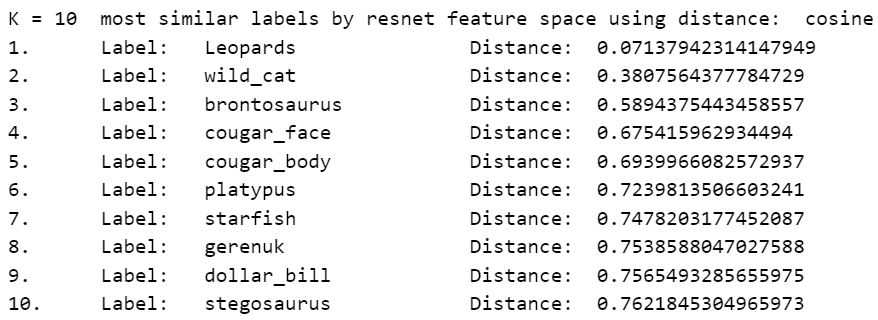 K = 10  most similar labels by resnet feature space using distance:  cosine
1.      Label:   Leopards               Distance:  0.07137942314147949
2.      Label:   wild_cat               Distance:  0.3807564377784729
3.      Label:   brontosaurus           Distance:  0.5894375443458557
4.      Label:   cougar_face            Distance:  0.675415962934494
5.      Label:   cougar_body            Distance:  0.6939966082572937
6.      Label:   platypus               Distance:  0.7239813506603241
7.      Label:   starfish               Distance:  0.7478203177452087
8.      Label:   gerenuk                Distance:  0.7538588047027588
9.      Label:   dollar_bill            Distance:  0.7565493285655975
10.     Label:   stegosaurus            Distance:  0.7621845304965973